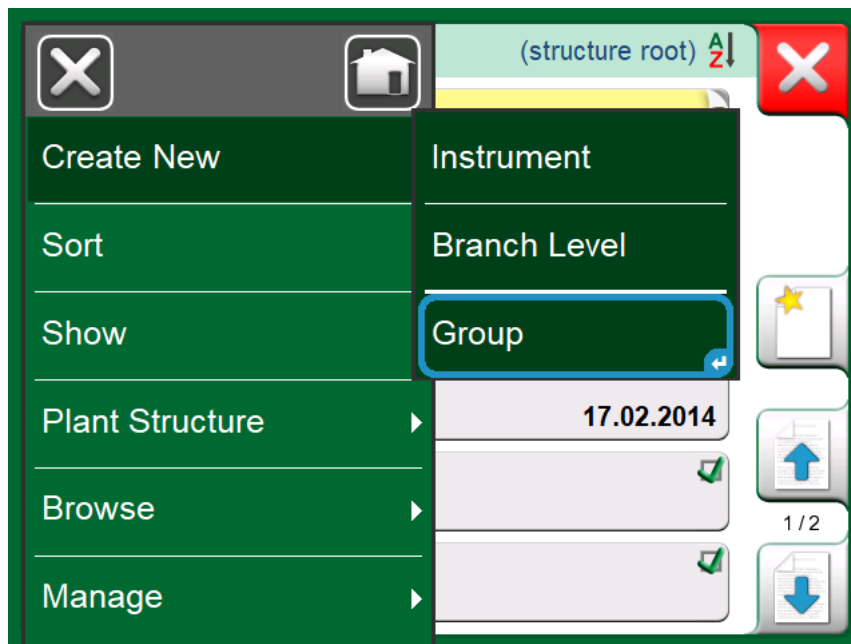 (structure root) AZ
Create New
Instrument
Sort
Branch Level
Show
Group
Plant Structure
17.02.2014
Browse
1 / 2
Manage